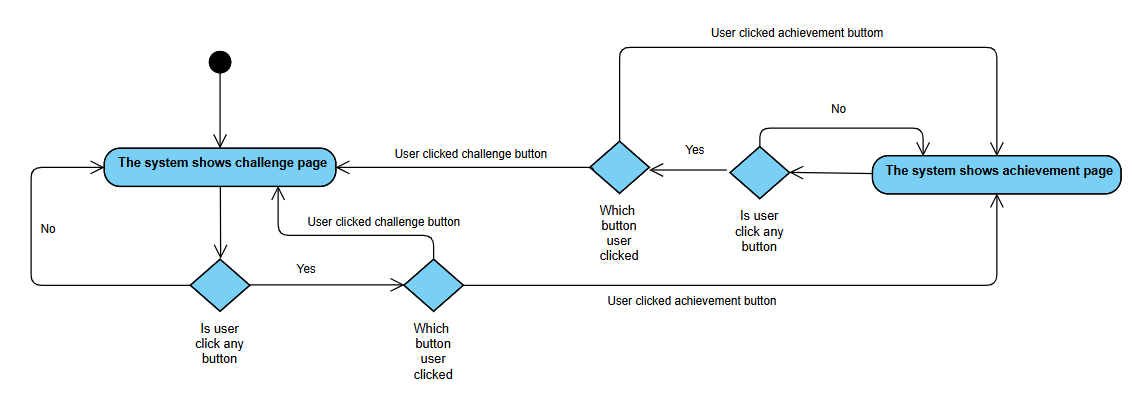 User clicked achievement buttom
No
User clicked challenge button
Yes
The system shows challenge page
The system shows achievement page
Which
button
user
clicked
Is user
click any
button
User clicked challenge button
No
Yes
User clicked achievement button
Is user
click any
button
Which
button
user
clicked